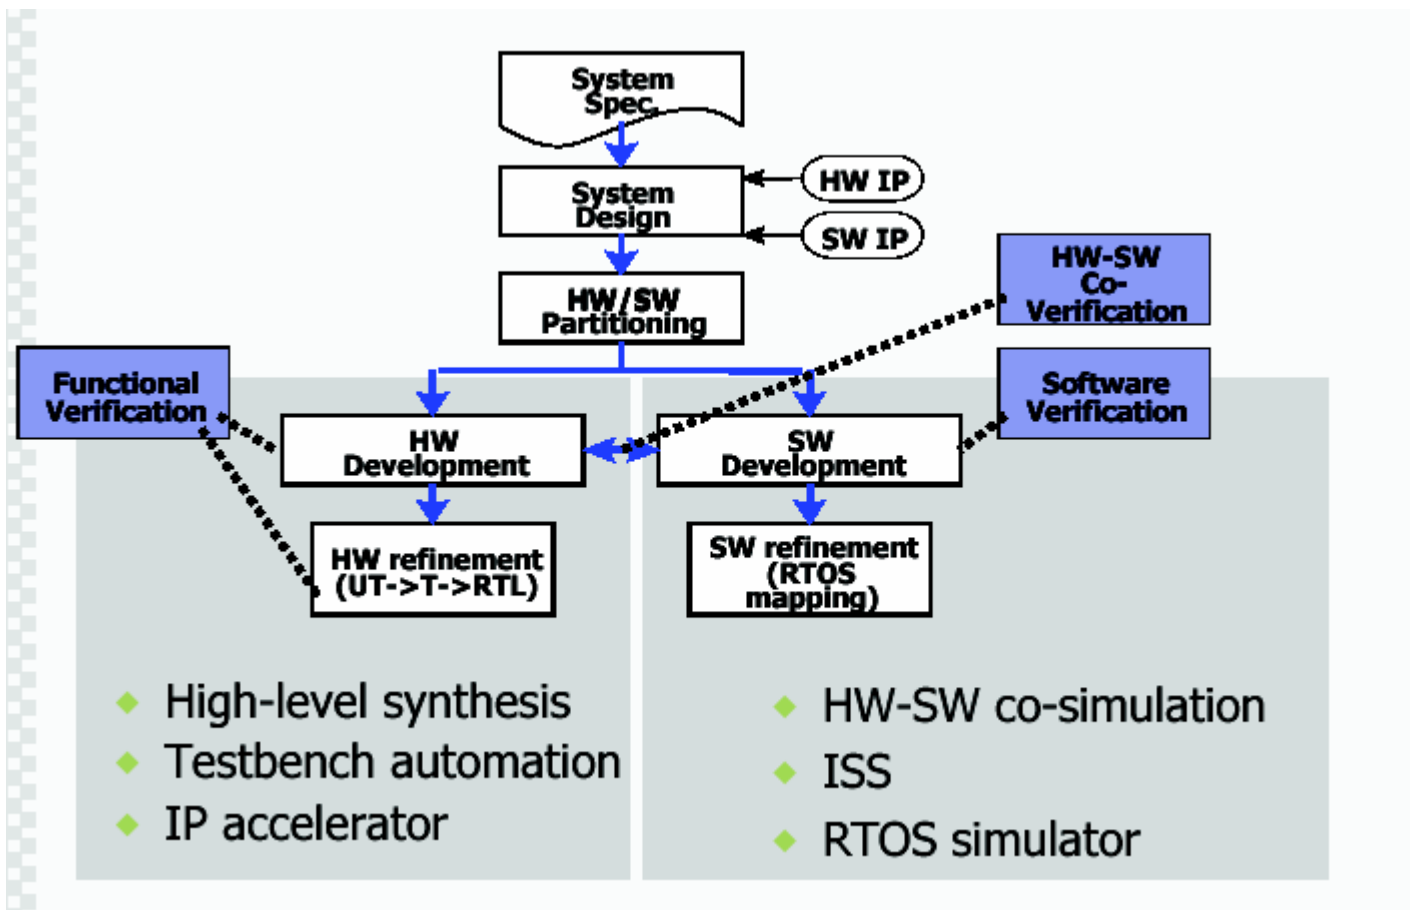 System
Spec.
System
Design
HW IP
SW IP
HW/SW
Partitioning
HW-SW
Co-
Verification
Functional
Verification
Software
Verification
HW
Development
SW
Development
HW refinement
(UT->T->RTL)
SW refinement
(RTOS
mapping)
High-level synthesis
Testbench automation
IP accelerator
HW-SW co-simulation
ISS
RTOS simulator